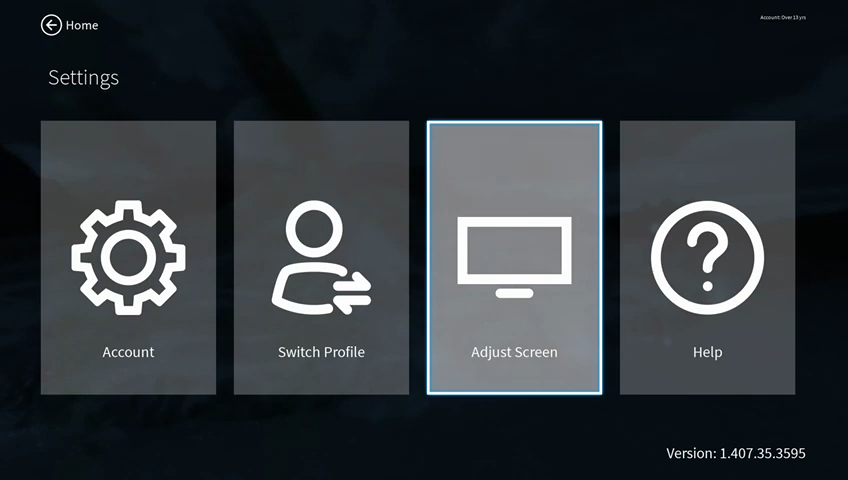 Home
Account: Over 13 yrs
Settings
Account
Switch Profile
Adjust Screen
Help
Version: 1.407.35.3595